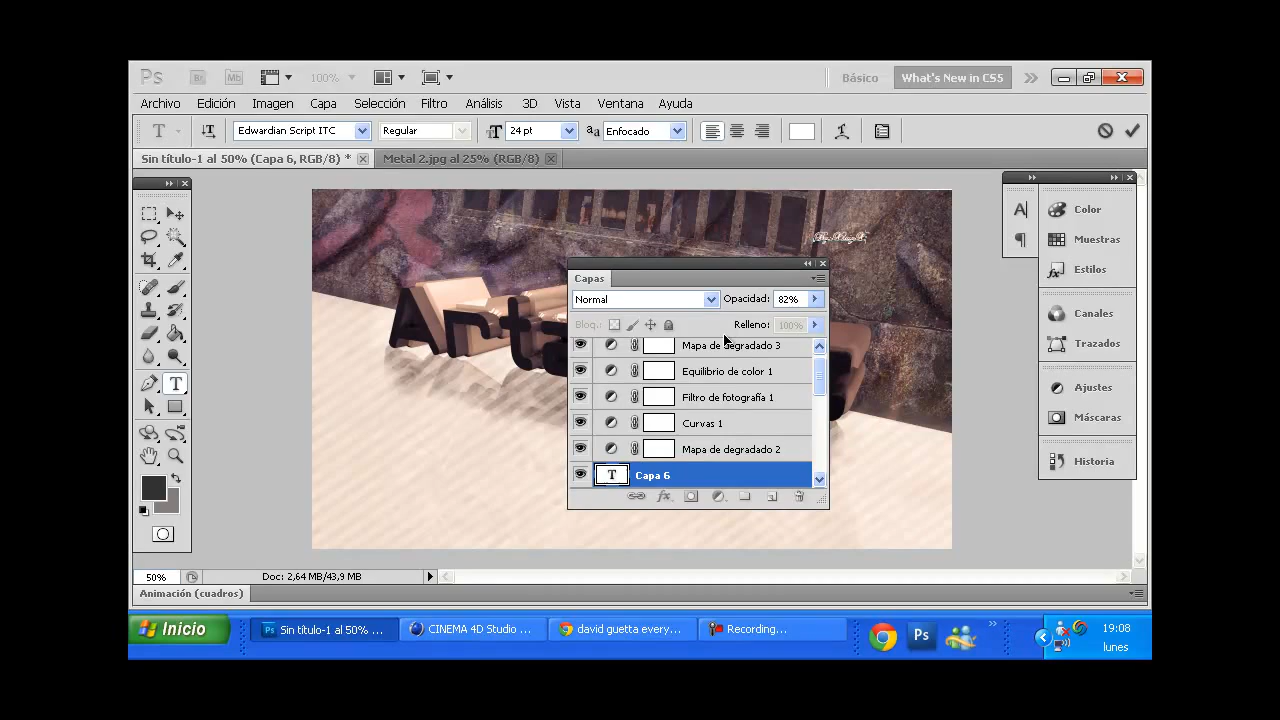 Ps Br Mb 100% Básico What's New in CS5
Archivo Edición Imagen Capa Selección Filtro Análisis 3D Vista Ventana Ayuda
T Edwardian Script ITC Regular 24 pt Enfocado
Sin título-1 al 50% (Capa 6, RGB/8) * Metal 2.jpg al 25% (RGB/8)
Color
Muestras
Estilos
Canales
Trazados
Ajustes
Máscaras
Historia
Capas
Normal Opacidad: 82%
Bloq.: Relleno: 100%
Mapa de degradado 3
Equilibrio de color 1
Filtro de fotografía 1
Curvas 1
Mapa de degradado 2
T Capa 6
fx
50% Doc: 2,64 MB/43,9 MB
Animación (cuadros)
Inicio Sin título-1 al 50% ... CINEMA 4D Studio ... david guetta every... Recording... Ps 19:08
lunes